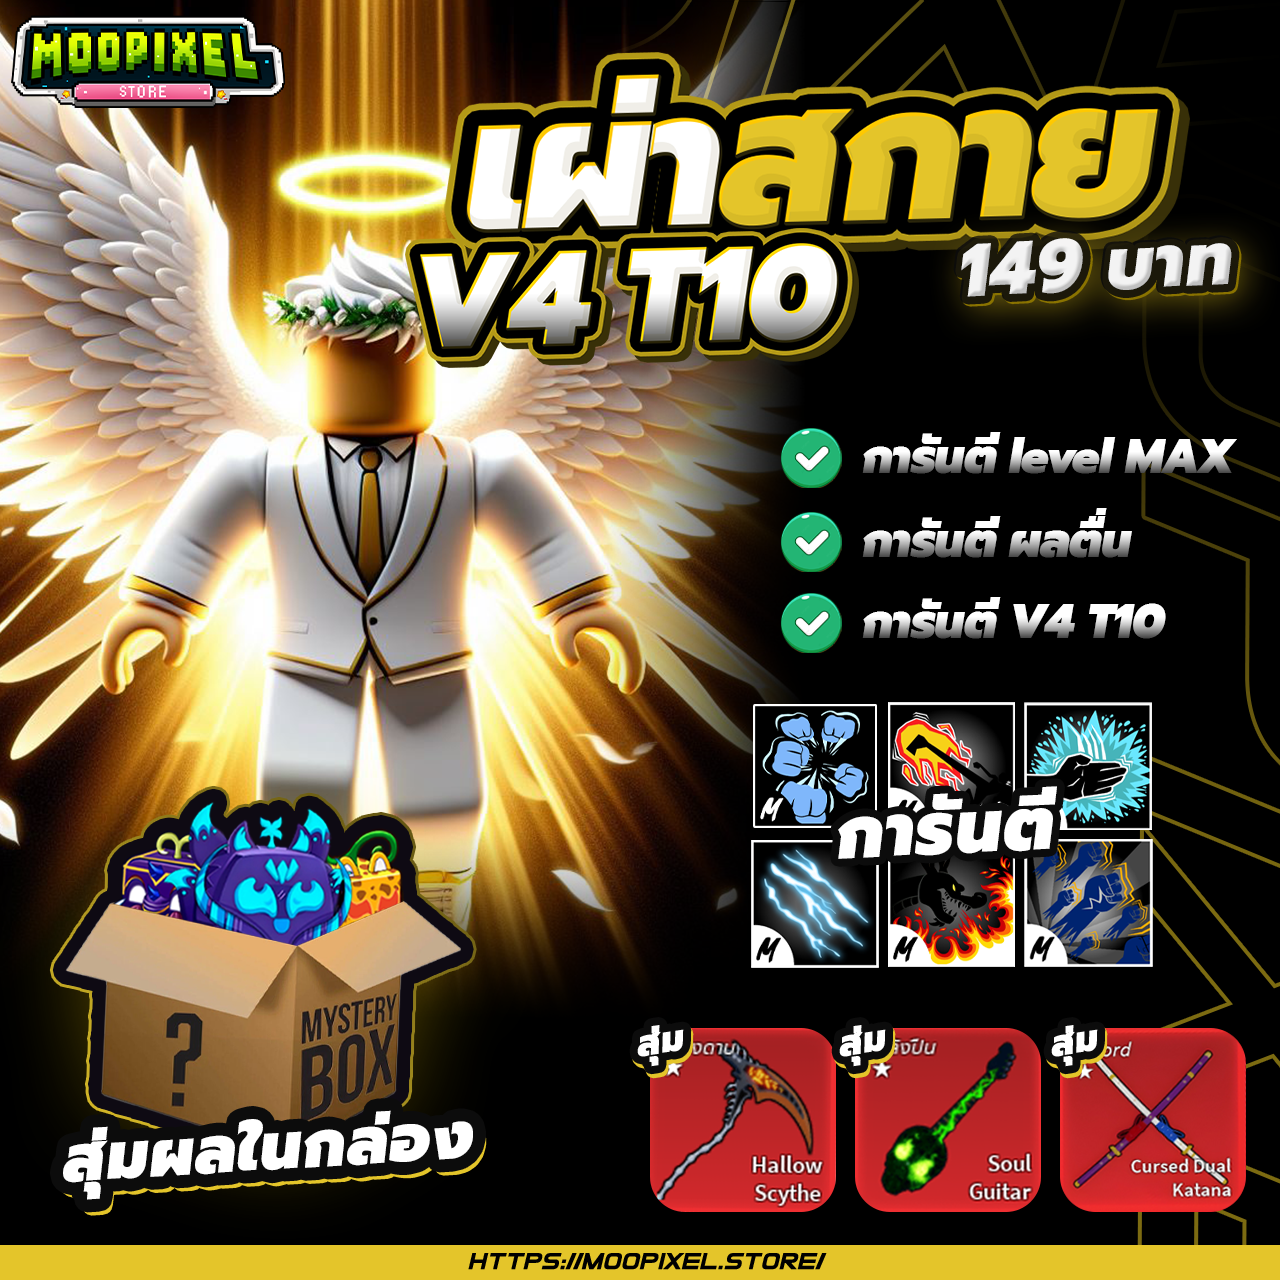 MOOPIXEL
STORE
เผ่าสกาย
V4 T10
149 บาท
การันตี level MAX
การันตี ผลตื่น
การันตี V4 T10
M
การันตี
M
M
M
?
MYSTERY
BOX
สุ่มผลในกล่อง
สุ่ม
Hallow
Scythe
สุ่ม
Soul
Guitar
สุ่ม
Cursed Dual
Katana
HTTPS://MOOPIXEL.STORE/